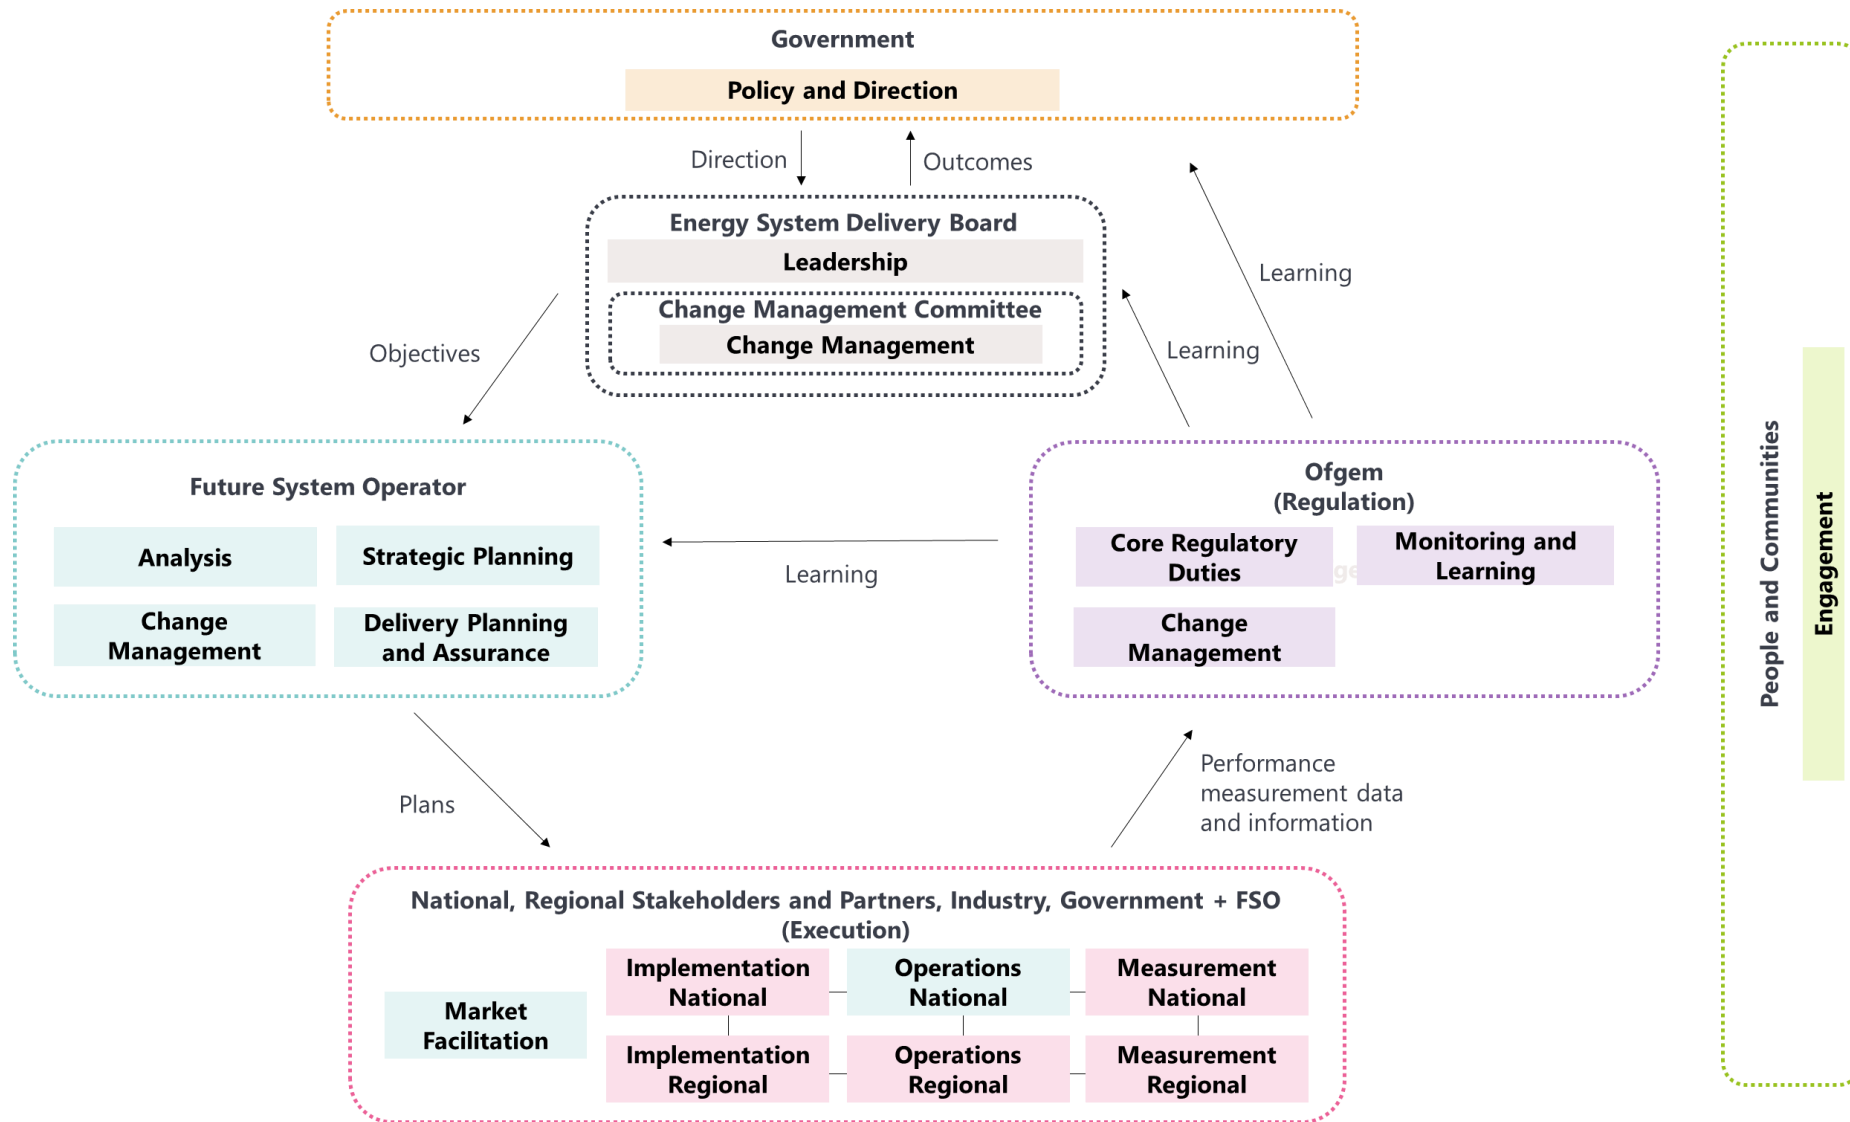 Government
Policy and Direction
Direction
Outcomes
Energy System Delivery Board
Leadership
Change Management Committee
Change Management
Learning
Learning
Objectives
Future System Operator
Analysis
Strategic Planning
Change
Management
Delivery Planning
and Assurance
Learning
Ofgem
(Regulation)
Core Regulatory
Duties
Monitoring and
Learning
Change
Management
People and Communities
Engagement
Plans
Performance
measurement data
and information
National, Regional Stakeholders and Partners, Industry, Government + FSO
(Execution)
Market
Facilitation
Implementation
National
Operations
National
Measurement
National
Implementation
Regional
Operations
Regional
Measurement
Regional